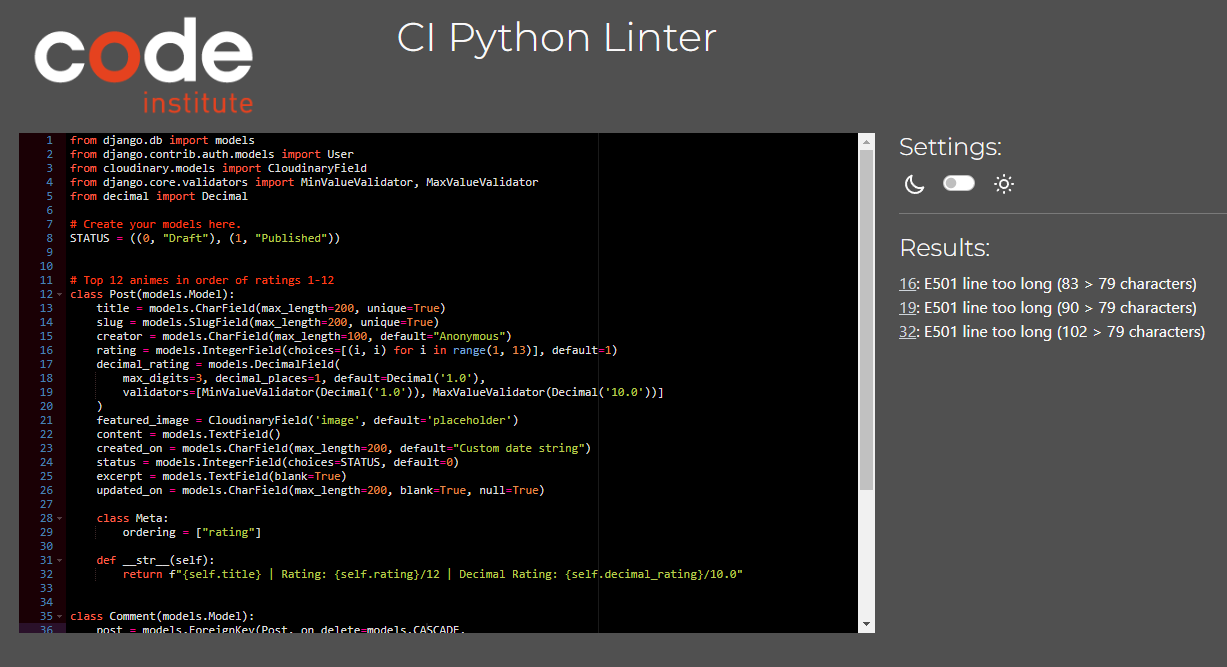 code
institute
CI Python Linter
1 from django.db import models
2 from django.contrib.auth.models import User
3 from cloudinary.models import CloudinaryField
4 from django.core.validators import MinValueValidator, MaxValueValidator
5 from decimal import Decimal
6
7 # Create your models here.
8 STATUS = ((0, "Draft"), (1, "Published"))
9
10
11 # Top 12 animes in order of ratings 1-12
12 class Post(models.Model):
13     title = models.CharField(max_length=200, unique=True)
14     slug = models.SlugField(max_length=200, unique=True)
15     creator = models.CharField(max_length=100, default="Anonymous")
16     rating = models.IntegerField(choices=[(i, i) for i in range(1, 13)], default=1)
17     decimal_rating = models.DecimalField(
18         max_digits=3, decimal_places=1, default=Decimal('1.0'),
19         validators=[MinValueValidator(Decimal('1.0')), MaxValueValidator(Decimal('10.0'))]
20     )
21     featured_image = CloudinaryField('image', default='placeholder')
22     content = models.TextField()
23     created_on = models.CharField(max_length=200, default="Custom date string")
24     status = models.IntegerField(choices=STATUS, default=0)
25     excerpt = models.TextField(blank=True)
26     updated_on = models.CharField(max_length=200, blank=True, null=True)
27
28     class Meta:
29         ordering = ["rating"]
30
31     def __str__(self):
32         return f"{self.title} | Rating: {self.rating}/12 | Decimal Rating: {self.decimal_rating}/10.0"
33
34
35 class Comment(models.Model):
36     post = models.ForeignKey(Post, on_delete=models.CASCADE,
Settings:
Results:
16: E501 line too long (83 > 79 characters)
19: E501 line too long (90 > 79 characters)
32: E501 line too long (102 > 79 characters)